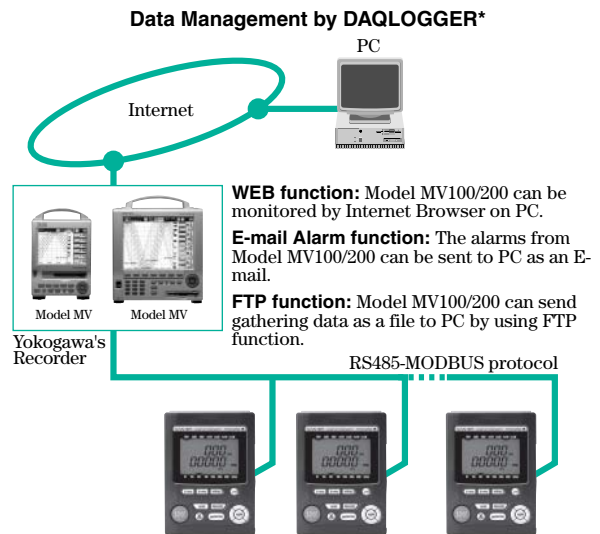 Data Management by DAQLOGGER*
PC
Internet
WEB function: Model MV100/200 can be
monitored by Internet Browser on PC.
E-mail Alarm function: The alarms from
Model MV100/200 can be sent to PC as an E-
mail.
FTP function: Model MV100/200 can send
gathering data as a file to PC by using FTP
function.
Model MV
Model MV
Yokogawa's
Recorder
RS485-MODBUS protocol